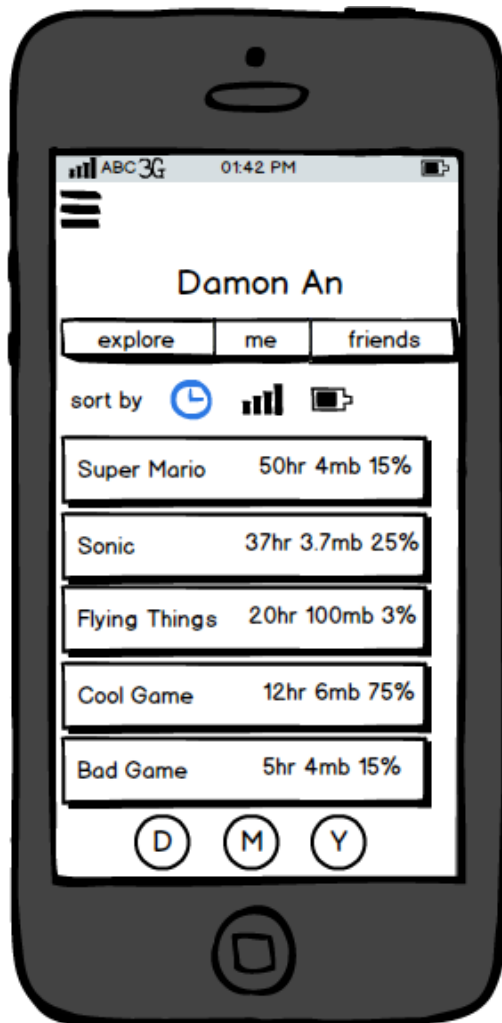 ABC 3G 01:42 PM
Damon An
explore me friends
sort by
Super Mario 50hr 4mb 15%
Sonic 37hr 3.7mb 25%
Flying Things 20hr 100mb 3%
Cool Game 12hr 6mb 75%
Bad Game 5hr 4mb 15%
D M Y